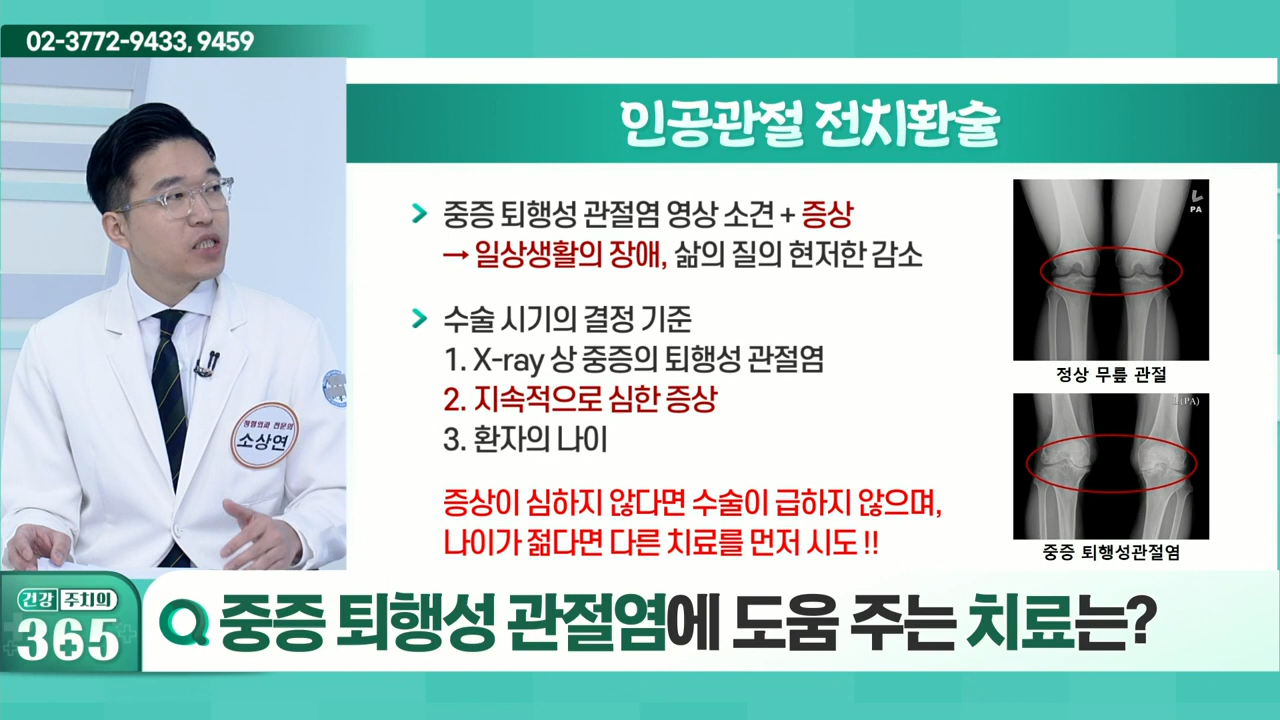 02-3772-9433, 9459
인공관절 전치환술
중증 퇴행성 관절염 영상 소견 + 증상
→ 일상생활의 장애, 삶의 질의 현저한 감소
수술 시기의 결정 기준
1. X-ray 상 중증의 퇴행성 관절염
2. 지속적으로 심한 증상
3. 환자의 나이
증상이 심하지 않다면 수술이 급하지 않으며,
나이가 젊다면 다른 치료를 먼저 시도 !!
L
PA
정상 무릎 관절
L (PA)
중증 퇴행성관절염
정형외과 전문의
소상연
건강 주치의
365
Q 중증 퇴행성 관절염에 도움 주는 치료는?